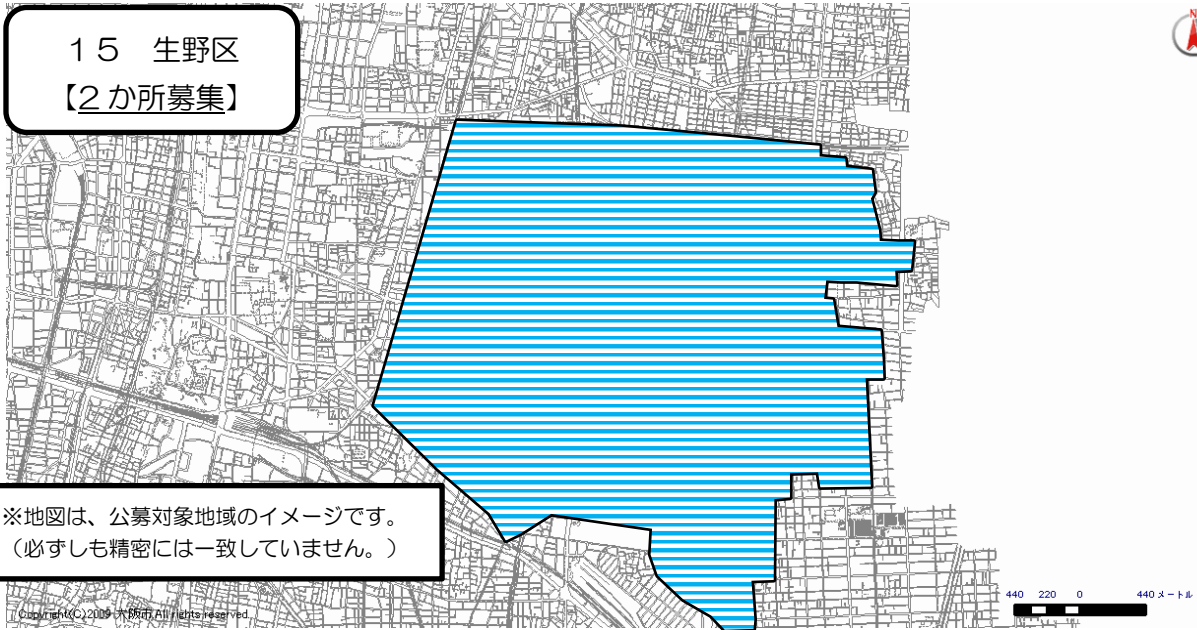 15 生野区
【2か所募集】
N
※地図は、公募対象地域のイメージです。
（必ずしも精密には一致していません。）
Copyright(C)2009 大阪市 All rights reserved.
440 220 0 440 メートル